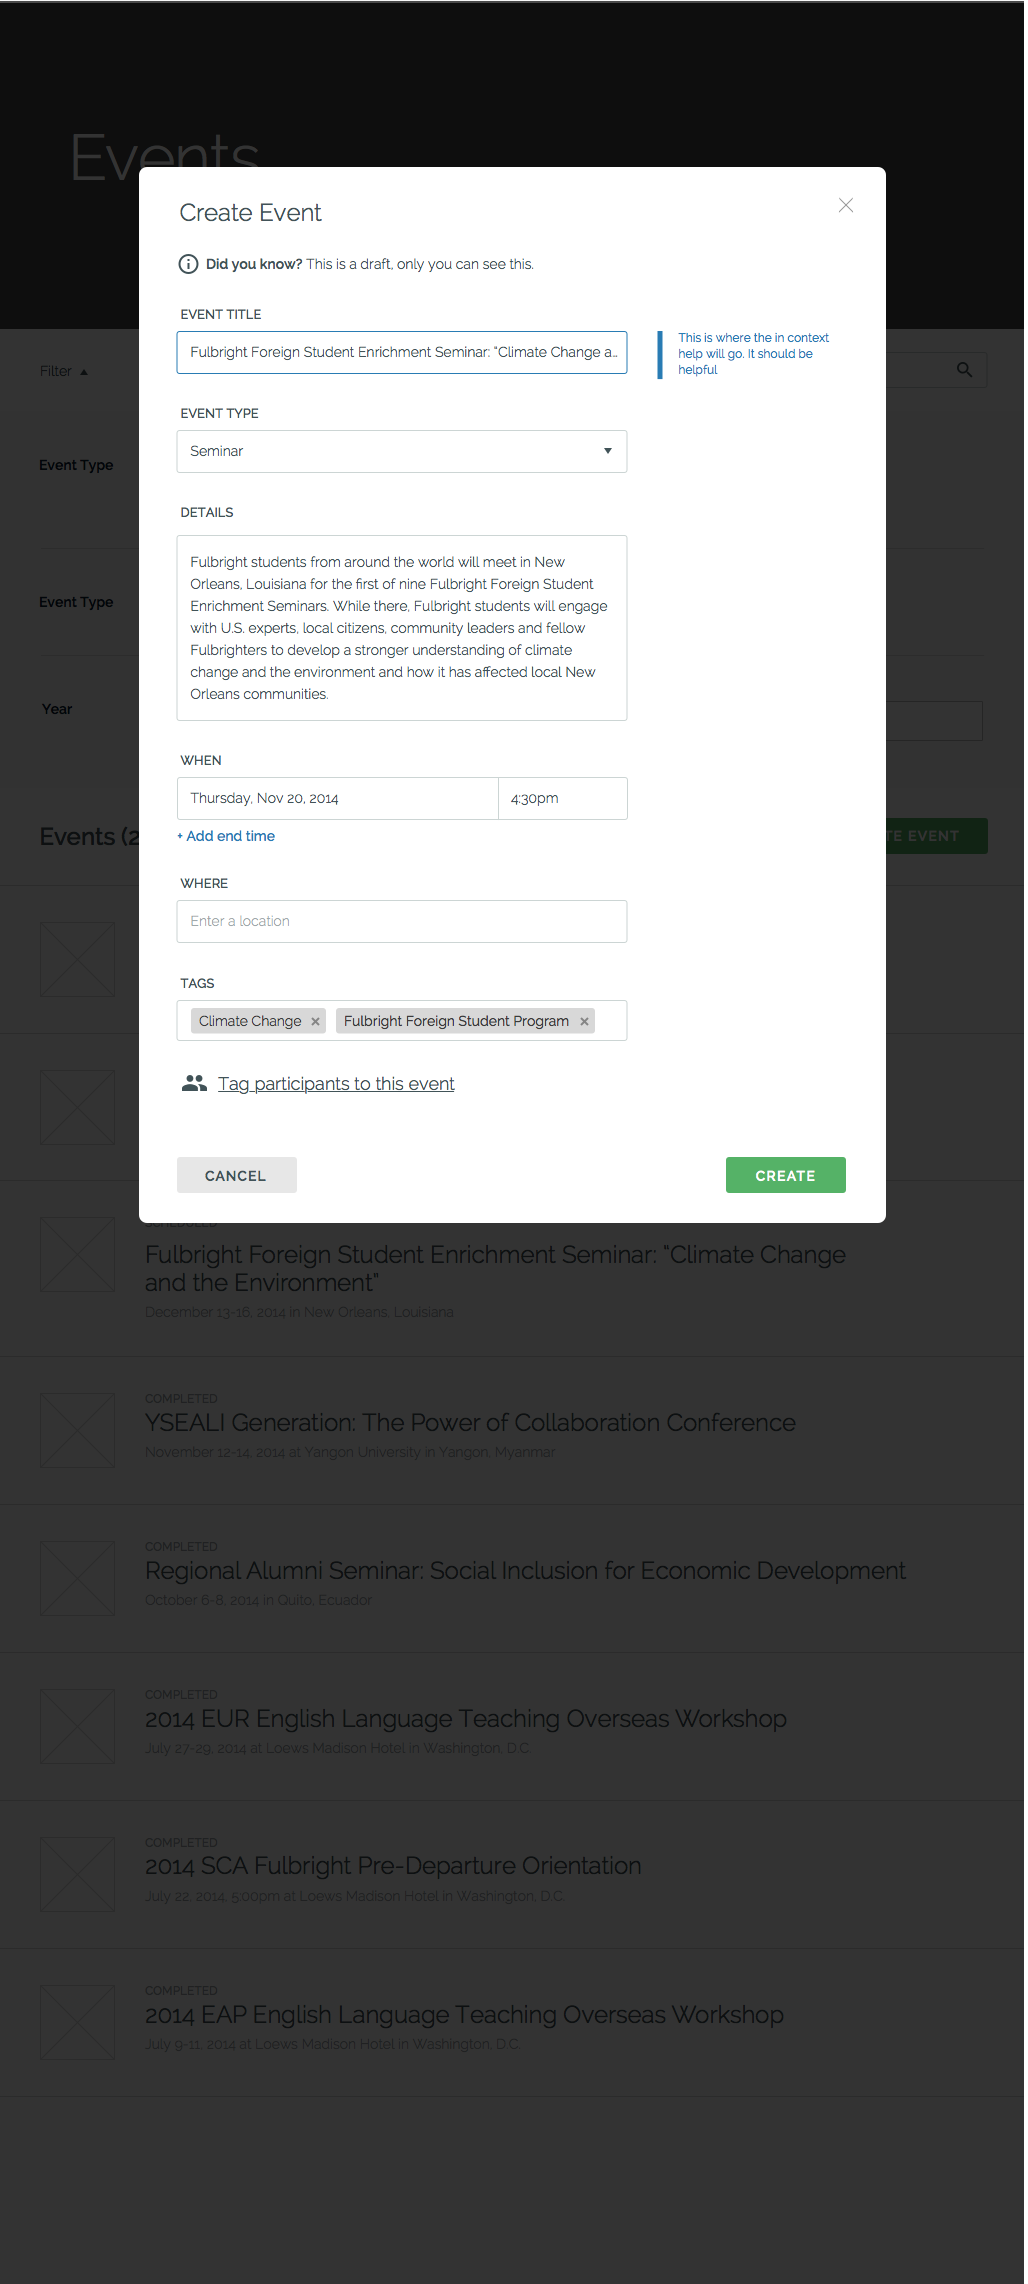 Events
Create Event
Did you know? This is a draft, only you can see this.
EVENT TITLE
Fulbright Foreign Student Enrichment Seminar: “Climate Change a...
This is where the in context
help will go. It should be
helpful
Filter
EVENT TYPE
Seminar
Event Type
DETAILS
Fulbright students from around the world will meet in New
Orleans, Louisiana for the first of nine Fulbright Foreign Student
Enrichment Seminars. While there, Fulbright students will engage
with U.S. experts, local citizens, community leaders and fellow
Fulbrighters to develop a stronger understanding of climate
change and the environment and how it has affected local New
Orleans communities.
Event Type
Year
WHEN
Thursday, Nov 20, 2014
4:30pm
+ Add end time
Events (2
TE EVENT
WHERE
Enter a location
TAGS
Climate Change ×
Fulbright Foreign Student Program ×
Tag participants to this event
CANCEL
CREATE
Fulbright Foreign Student Enrichment Seminar: “Climate Change
and the Environment”
December 13-16, 2014 in New Orleans, Louisiana
COMPLETED
YSEALI Generation: The Power of Collaboration Conference
November 12-14, 2014 at Yangon University in Yangon, Myanmar
COMPLETED
Regional Alumni Seminar: Social Inclusion for Economic Development
October 6-8, 2014 in Quito, Ecuador
COMPLETED
2014 EUR English Language Teaching Overseas Workshop
July 27-29, 2014 at Loews Madison Hotel in Washington, D.C
COMPLETED
2014 SCA Fulbright Pre-Departure Orientation
July 22, 2014, 5:00pm at Loews Madison Hotel in Washington, D.C.
COMPLETED
2014 EAP English Language Teaching Overseas Workshop
July 9-11, 2014 at Loews Madison Hotel in Washington, D.C.